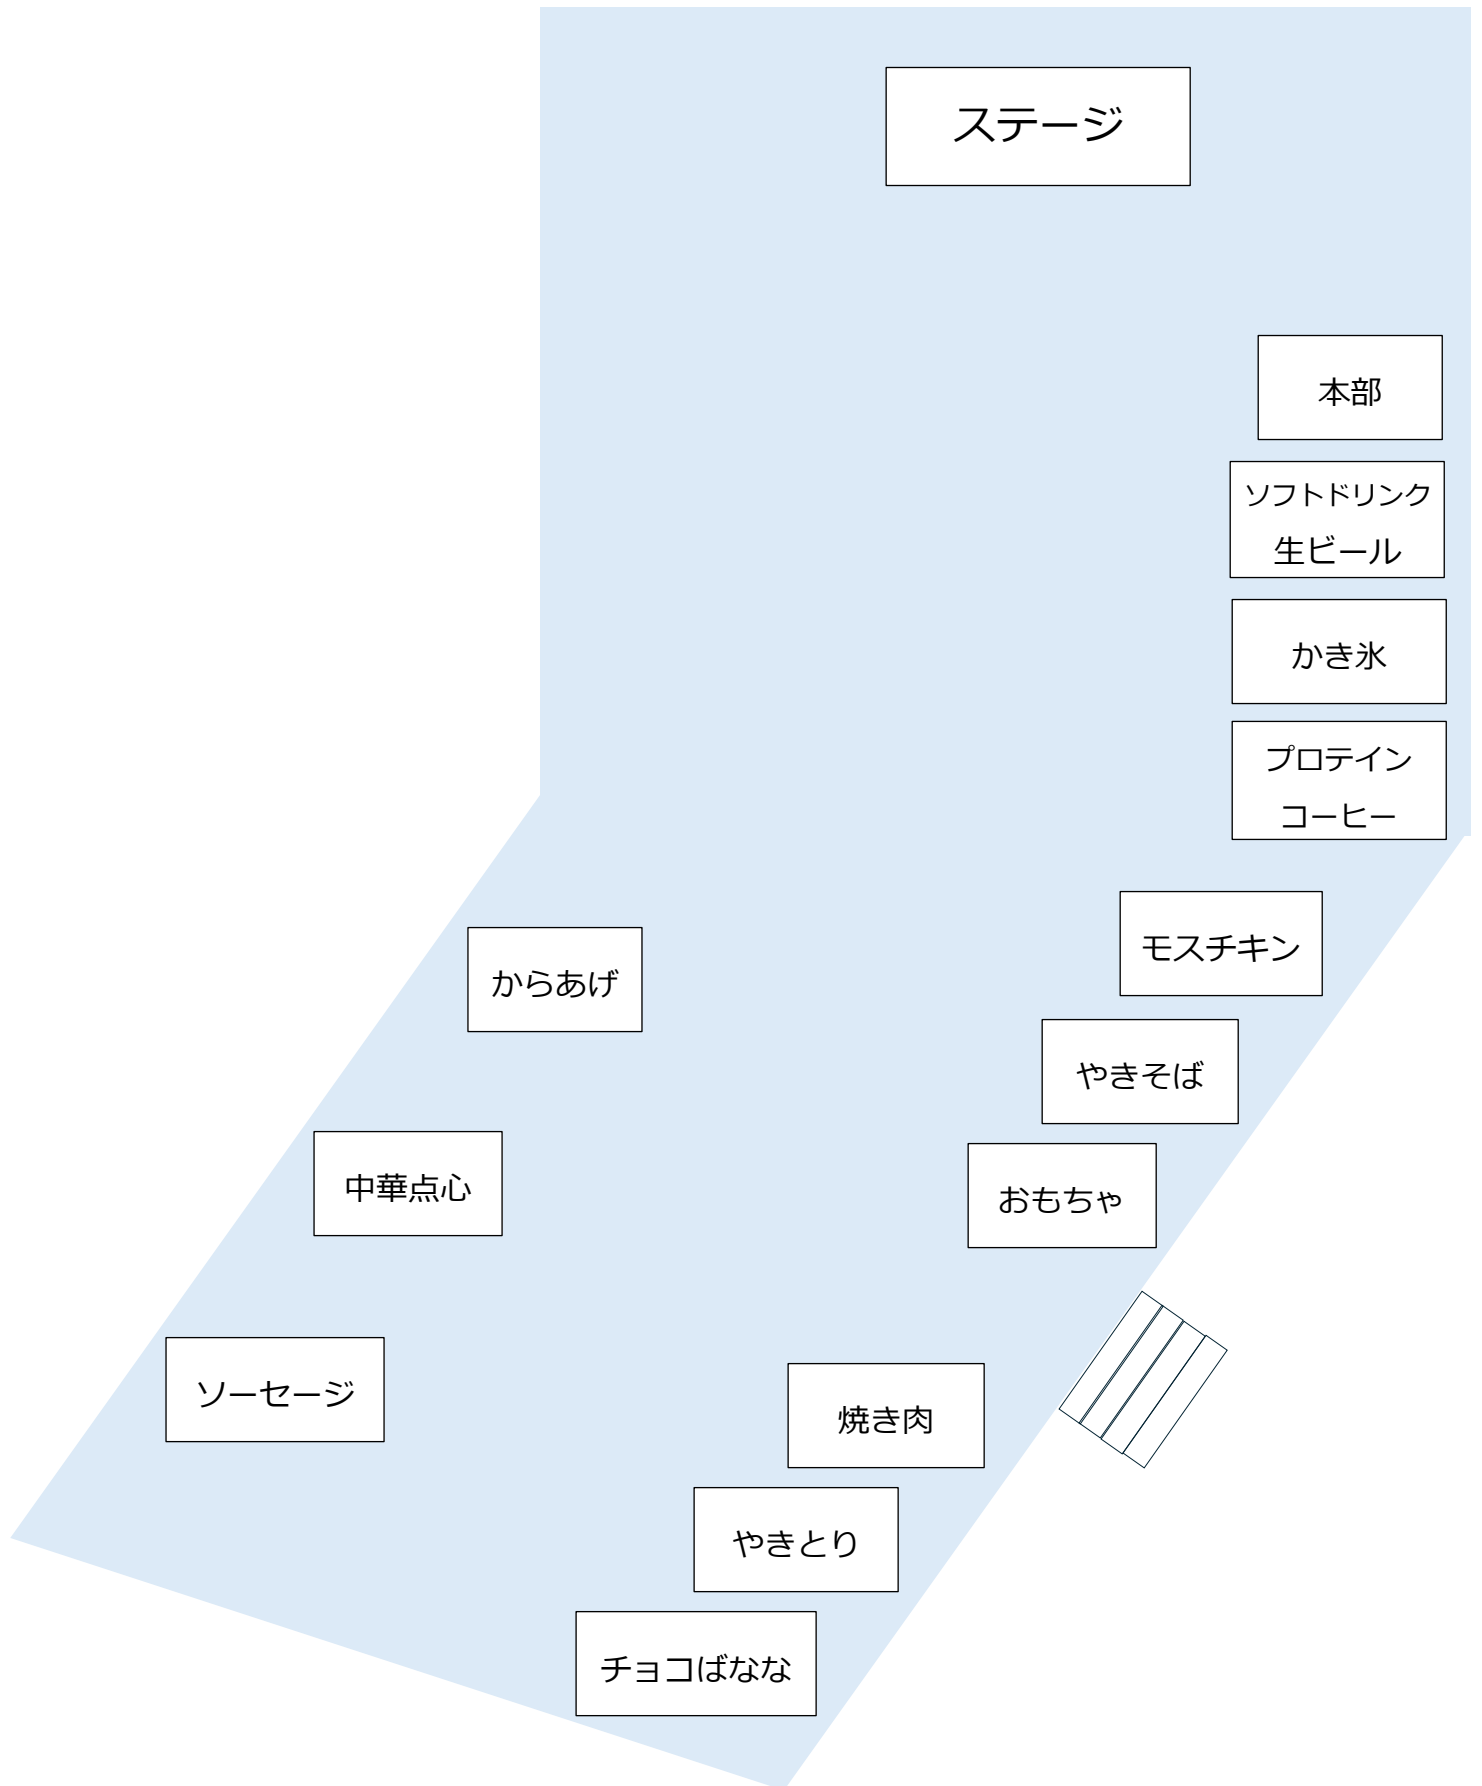 ステージ
本部
ソフトドリンク
生ビール
かき氷
プロテイン
コーヒー
モスチキン
からあげ
やきそば
中華点心
おもちゃ
ソーセージ
焼き肉
やきとり
チョコばなな